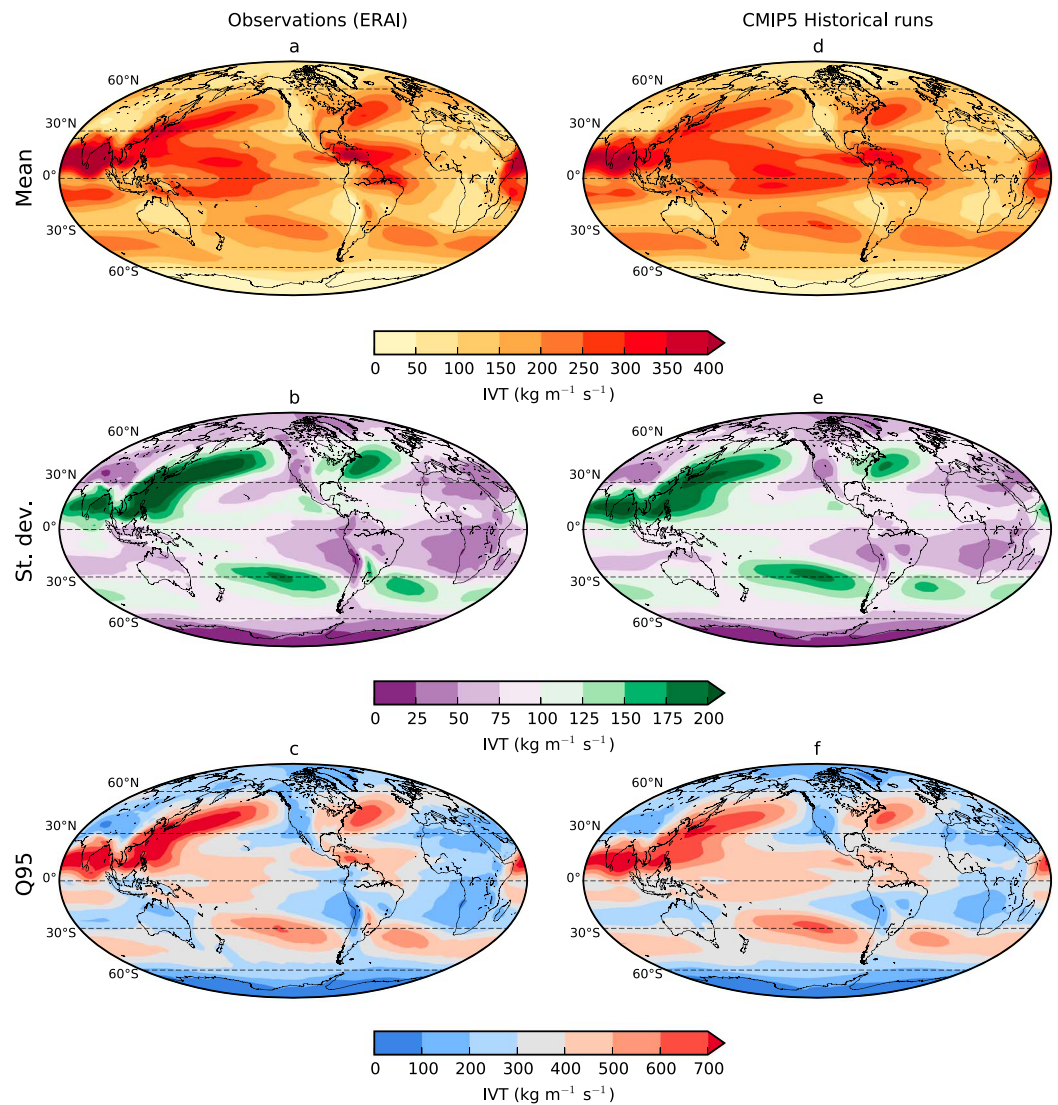 Observations (ERAI)
CMIP5 Historical runs
a
d
Mean
60°N
30°N
0°
30°S
60°S
60°N
30°N
0°
30°S
60°S
0 50 100 150 200 250 300 350 400
IVT (kg m⁻¹ s⁻¹)
b
e
St. dev.
60°N
30°N
0°
30°S
60°S
60°N
30°N
0°
30°S
60°S
0 25 50 75 100 125 150 175 200
IVT (kg m⁻¹ s⁻¹)
c
f
Q95
60°N
30°N
0°
30°S
60°S
60°N
30°N
0°
30°S
60°S
0 100 200 300 400 500 600 700
IVT (kg m⁻¹ s⁻¹)